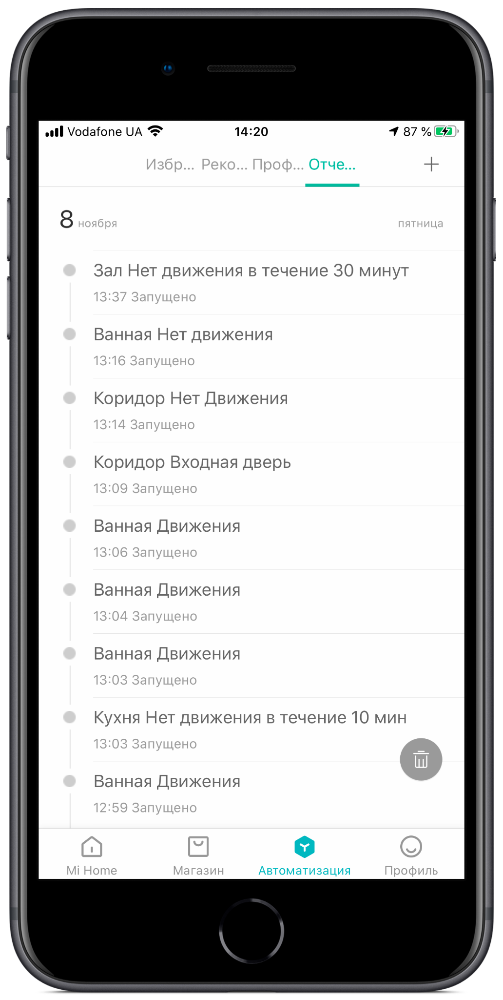 Vodafone UA 14:20 87 %
Избр... Реко... Проф... Отче...
8 ноября пятница
Зал Нет движения в течение 30 минут
13:37 Запущено
Ванная Нет движения
13:16 Запущено
Коридор Нет Движения
13:14 Запущено
Коридор Входная дверь
13:09 Запущено
Ванная Движения
13:06 Запущено
Ванная Движения
13:04 Запущено
Ванная Движения
13:03 Запущено
Кухня Нет движения в течение 10 мин
13:03 Запущено
Ванная Движения
12:59 Запущено
Mi Home Магазин Автоматизация Профиль